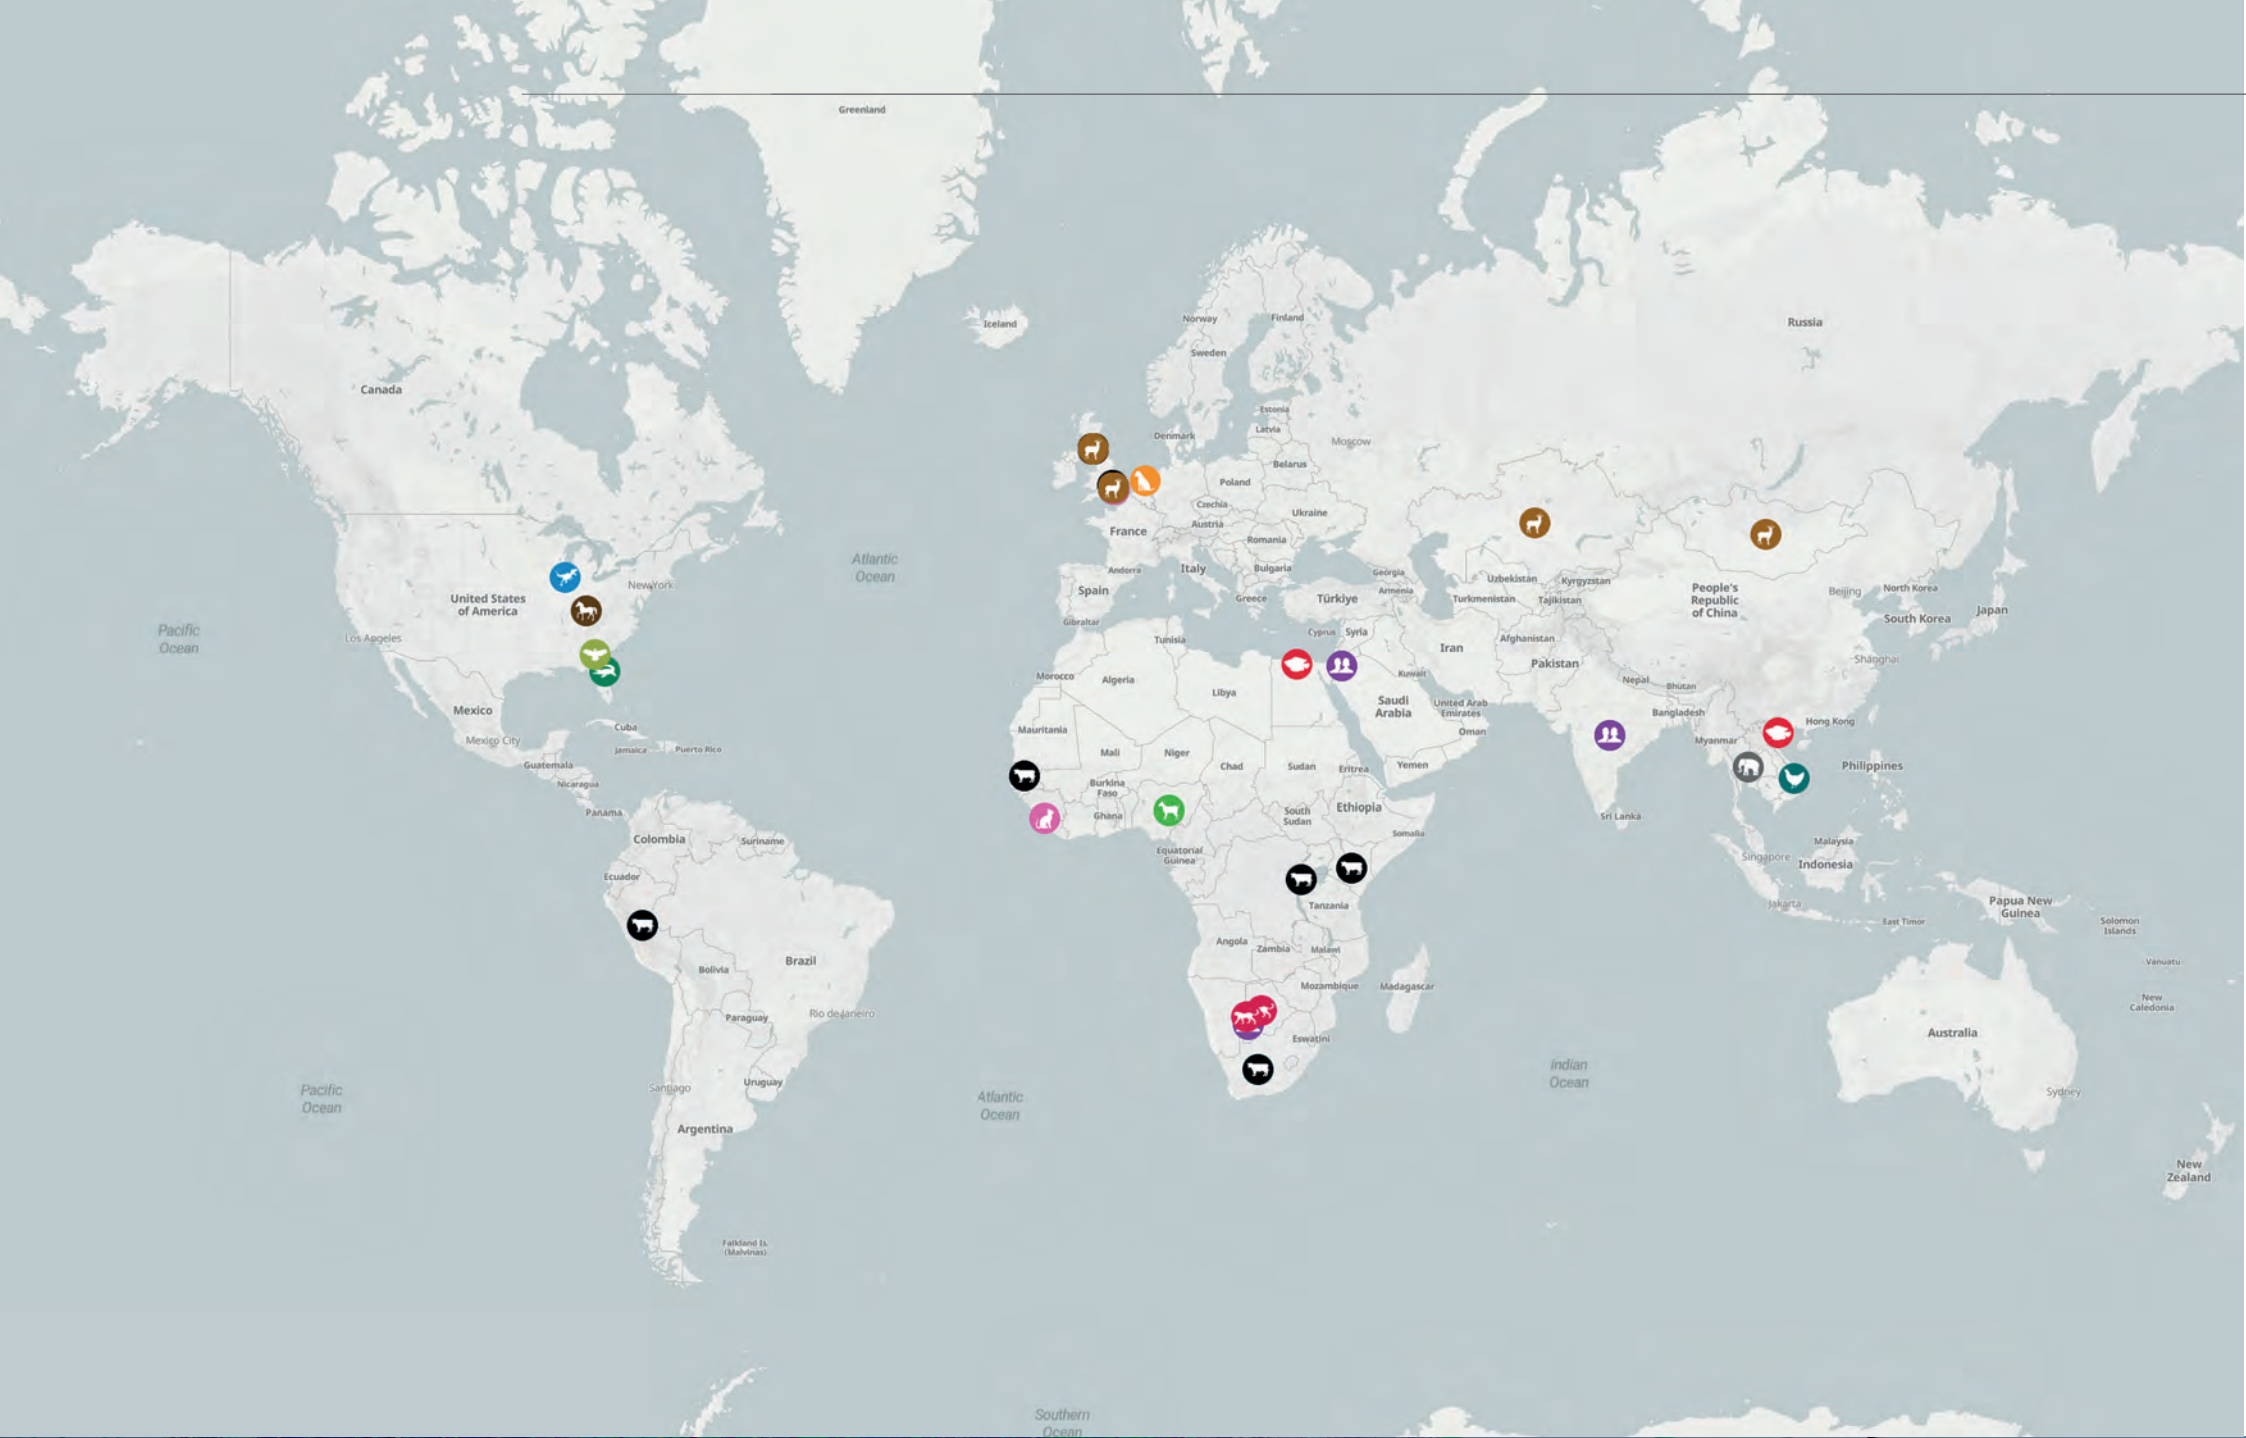 Greenland
Iceland
Norway
Finland
Sweden
Russia
Canada
Estonia
Latvia
Denmark
Moscow
Belarus
Poland
Czechia
Ukraine
Austria
France
Romania
Atlantic
Ocean
Andorra
Italy
Bulgaria
Georgia
Uzbekistan
Kyrgyzstan
New York
Spain
Greece
Türkiye
Armenia
Turkmenistan
Tajikistan
People's
Republic
of China
Beijing
North Korea
United States
of America
Japan
South Korea
Gibraltar
Pacific
Ocean
Los Angeles
Tunisia
Cyprus
Syria
Iran
Afghanistan
Pakistan
Shanghai
Morocco
Algeria
Libya
Kuwait
Nepal
Bhutan
Saudi
Arabia
United Arab
Emirates
Bangladesh
Mexico
Cuba
Hong Kong
Mauritania
Oman
Mexico City
Jamaica
Puerto Rico
Mali
Niger
Myanmar
Guatemala
Chad
Sudan
Eritrea
Yemen
Philippines
Nicaragua
Burkina
Faso
Panama
Ghana
South
Sudan
Ethiopia
Sri Lanka
Colombia
Suriname
Somalia
Malaysia
Equatorial
Guinea
Singapore
Indonesia
Ecuador
Tanzania
Jakarta
Papua New
Guinea
East Timor
Solomon
Islands
Angola
Zambia
Malawi
Brazil
Bolivia
Vanuatu
Mozambique
Madagascar
New
Caledonia
Paraguay
Rio de Janeiro
Eswatini
Australia
Indian
Ocean
Uruguay
Santiago
Sydney
Pacific
Ocean
Atlantic
Ocean
Argentina
New
Zealand
Falkland Is.
(Malvinas)
Southern
Ocean